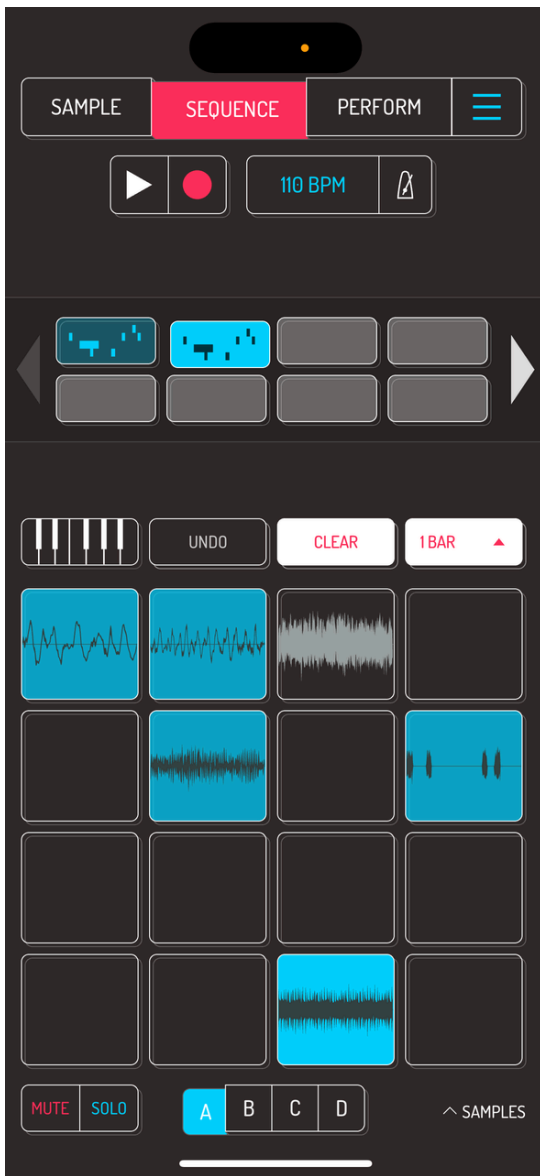 SAMPLE SEQUENCE PERFORM
110 BPM
UNDO CLEAR 1 BAR
MUTE SOLO A B C D SAMPLES